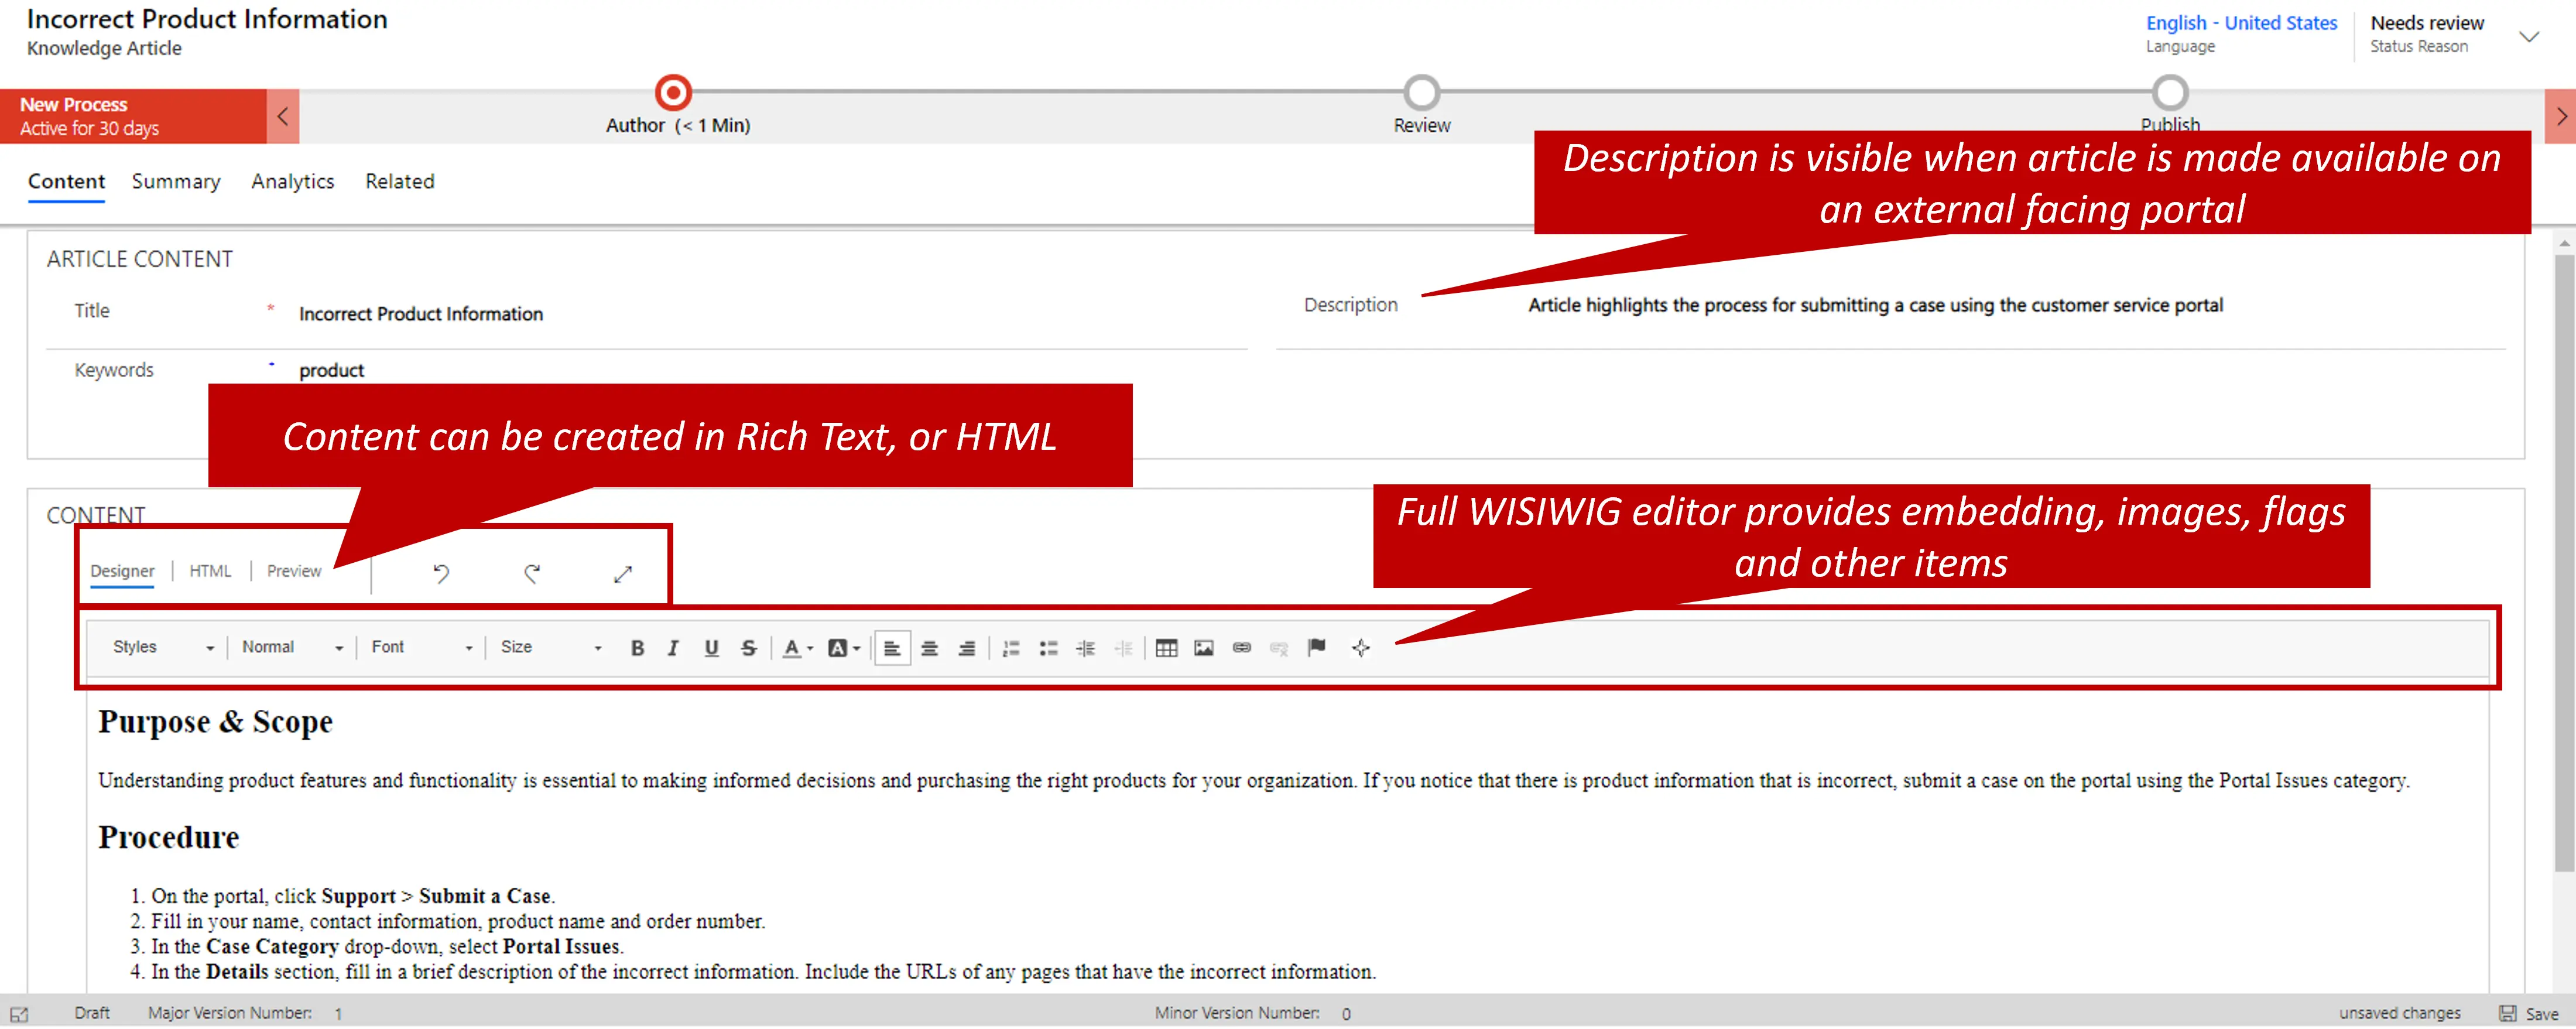 Incorrect Product Information
Knowledge Article
English - United States
Language
Needs review
Status Reason
New Process
Active for 30 days
Author (< 1 Min)
Review
Publish
Description is visible when article is made available on
an external facing portal
Content Summary Analytics Related
ARTICLE CONTENT
Title * Incorrect Product Information
Description Article highlights the process for submitting a case using the customer service portal
Keywords product
Content can be created in Rich Text, or HTML
CONTENT
Full WISIWIG editor provides embedding, images, flags
and other items
Designer | HTML | Preview
Styles Normal Font Size B I U S A A
Purpose & Scope
Understanding product features and functionality is essential to making informed decisions and purchasing the right products for your organization. If you notice that there is product information that is incorrect, submit a case on the portal using the Portal Issues category.
Procedure
1. On the portal, click Support > Submit a Case.
2. Fill in your name, contact information, product name and order number.
3. In the Case Category drop-down, select Portal Issues.
4. In the Details section, fill in a brief description of the incorrect information. Include the URLs of any pages that have the incorrect information.
Draft Major Version Number: 1 Minor Version Number: 0 unsaved changes Save